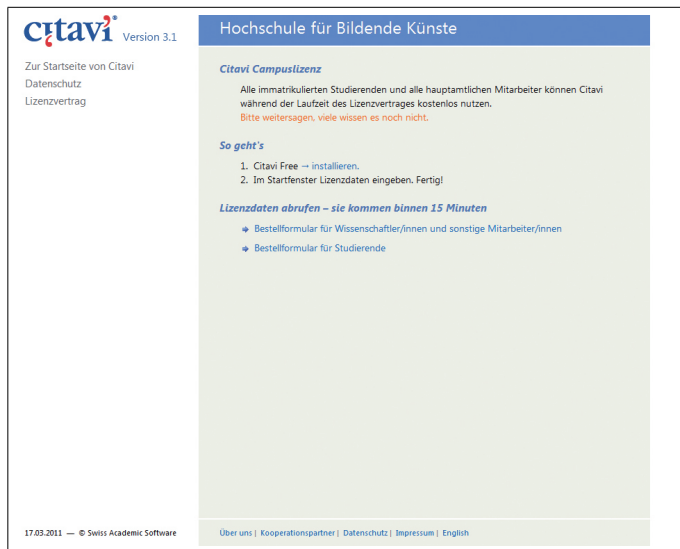 citavi® Version 3.1
Zur Startseite von Citavi
Datenschutz
Lizenzvertrag
Hochschule für Bildende Künste
Citavi Campuslizenz
Alle immatrikulierten Studierenden und alle hauptamtlichen Mitarbeiter können Citavi
während der Laufzeit des Lizenzvertrages kostenlos nutzen.
Bitte weitersagen, viele wissen es noch nicht.
So geht's
1. Citavi Free → installieren.
2. Im Startfenster Lizenzdaten eingeben. Fertig!
Lizenzdaten abrufen – sie kommen binnen 15 Minuten
Bestellformular für Wissenschaftler/innen und sonstige Mitarbeiter/innen
Bestellformular für Studierende
17.03.2011 — © Swiss Academic Software
Über uns | Kooperationspartner | Datenschutz | Impressum | English